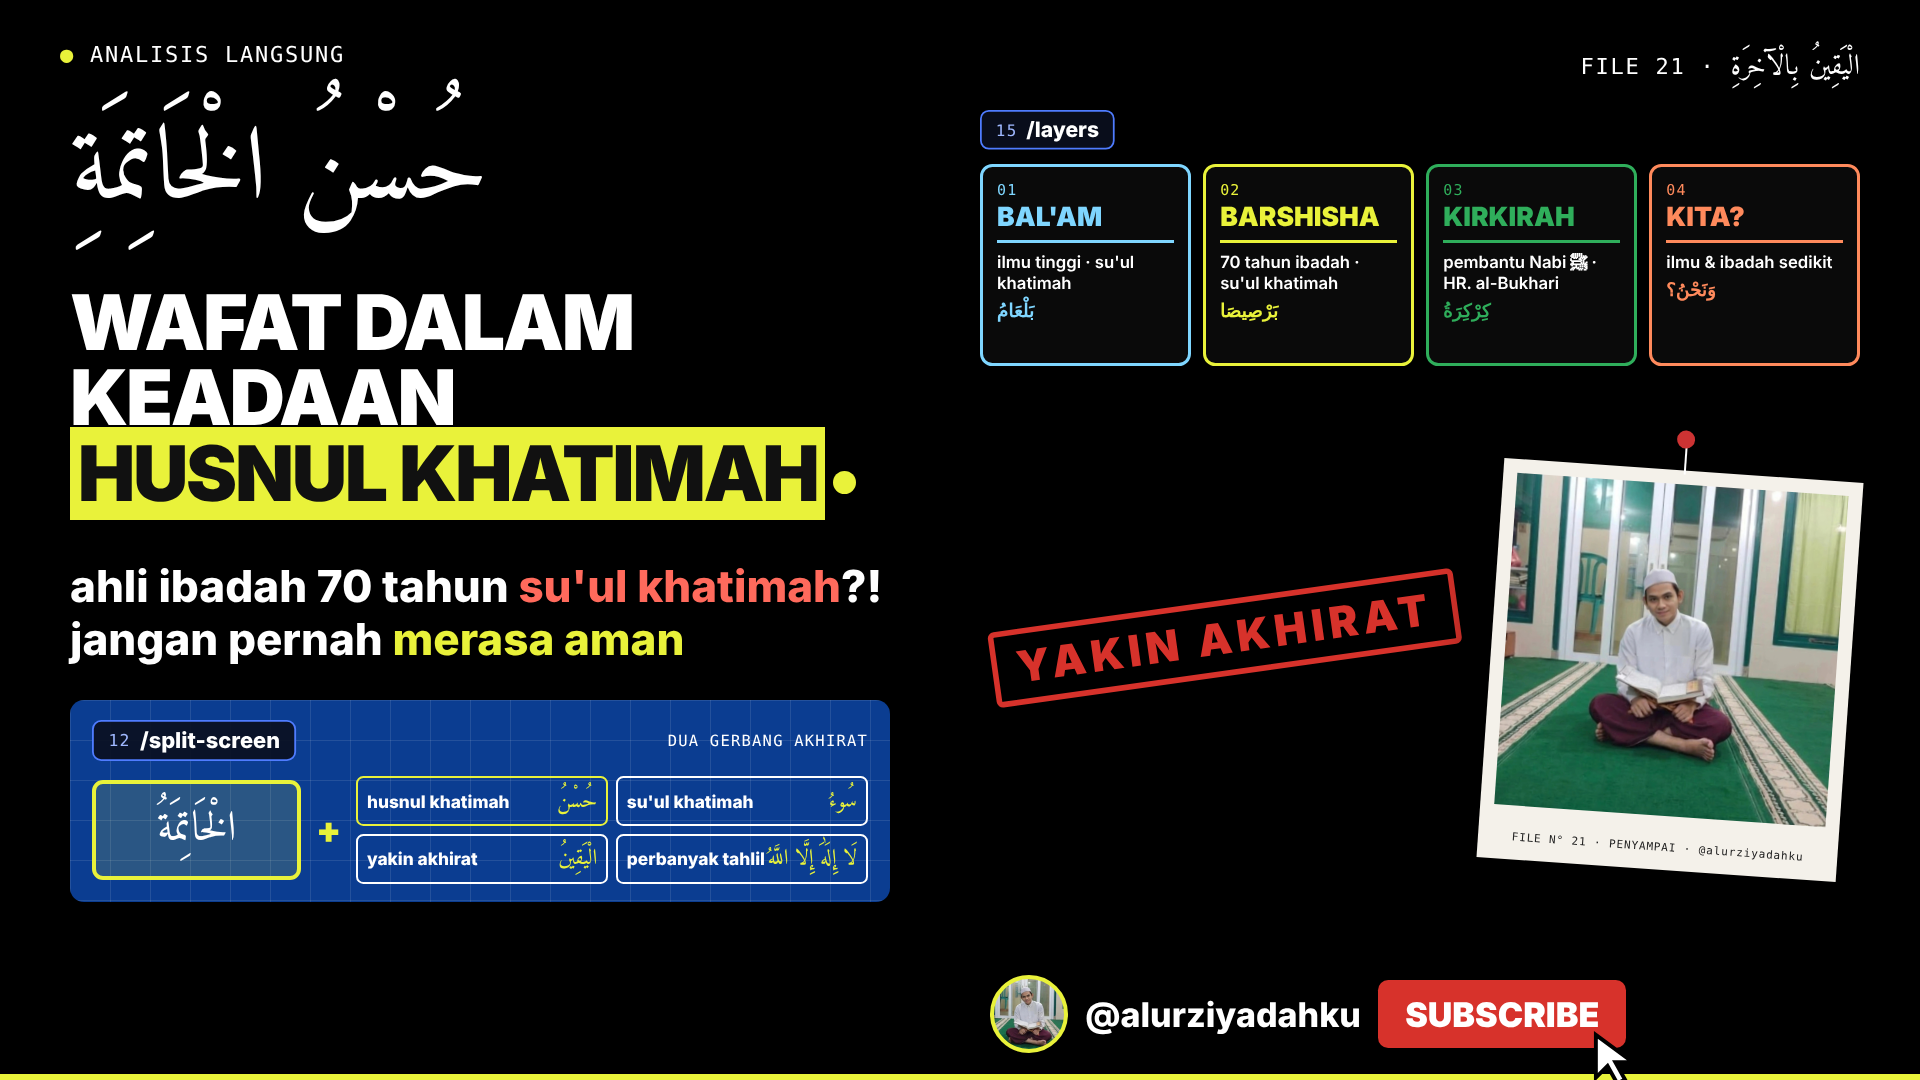 ANALISIS LANGSUNG
حُسْنُ الْخَاتِمَةِ
WAFAT DALAM
KEADAAN
HUSNUL KHATIMAH
ahli ibadah 70 tahun su'ul khatimah?!
jangan pernah merasa aman
12 /split-screen
DUA GERBANG AKHIRAT
الْخَاتِمَةُ
+
husnul khatimah حُسْنُ
su'ul khatimah سُوءُ
yakin akhirat الْيَقِينُ
perbanyak tahlil لَا إِلَٰهَ إِلَّا اللَّهُ
FILE 21 · الْيَقِينُ بِالْآخِرَةِ
15 /layers
01
BAL'AM
ilmu tinggi · su'ul
khatimah
بَلْعَامُ
02
BARSHISHA
70 tahun ibadah ·
su'ul khatimah
بَرْصِيصَا
03
KIRKIRAH
pembantu Nabi ﷺ ·
HR. al-Bukhari
كِرْكِرَةُ
04
KITA?
ilmu & ibadah sedikit
وَنَحْنُ؟
YAKIN AKHIRAT
FILE N° 21 · PENYAMPAI · @alurziyadahku
@alurziyadahku
SUBSCRIBE